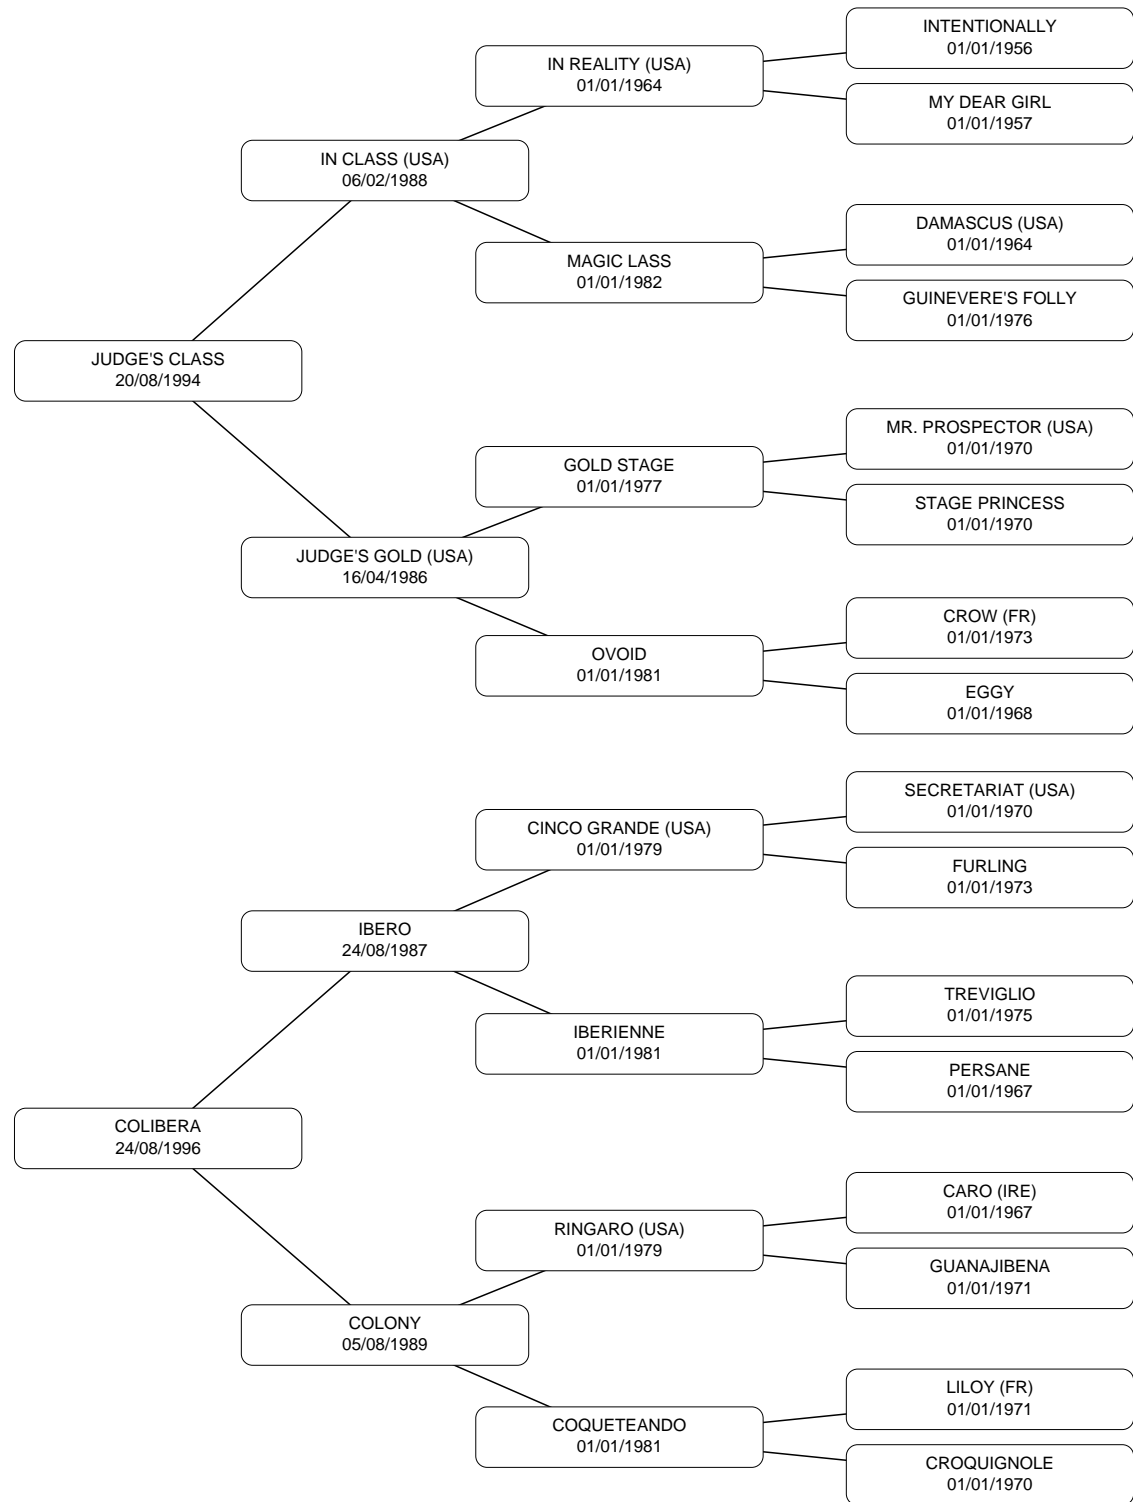 INTENTIONALLY
01/01/1956
IN REALITY (USA)
01/01/1964
MY DEAR GIRL
01/01/1957
IN CLASS (USA)
06/02/1988
DAMASCUS (USA)
01/01/1964
MAGIC LASS
01/01/1982
GUINEVERE'S FOLLY
01/01/1976
JUDGE'S CLASS
20/08/1994
MR. PROSPECTOR (USA)
01/01/1970
GOLD STAGE
01/01/1977
STAGE PRINCESS
01/01/1970
JUDGE'S GOLD (USA)
16/04/1986
CROW (FR)
01/01/1973
OVOID
01/01/1981
EGGY
01/01/1968
SECRETARIAT (USA)
01/01/1970
CINCO GRANDE (USA)
01/01/1979
FURLING
01/01/1973
IBERO
24/08/1987
TREVIGLIO
01/01/1975
IBERIENNE
01/01/1981
PERSANE
01/01/1967
COLIBERA
24/08/1996
CARO (IRE)
01/01/1967
RINGARO (USA)
01/01/1979
GUANAJIBENA
01/01/1971
COLONY
05/08/1989
LILOY (FR)
01/01/1971
COQUETEANDO
01/01/1981
CROQUIGNOLE
01/01/1970